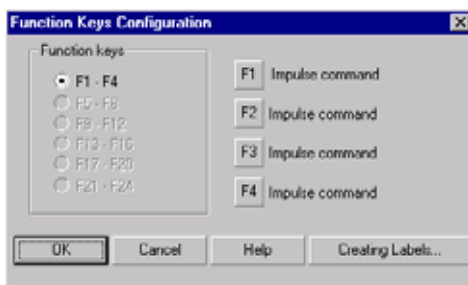 Function Keys Configuration
Function keys
F1 - F4
F5 - F8
F9 - F12
F13 - F16
F17 - F20
F21 - F24
F1 Impulse command
F2 Impulse command
F3 Impulse command
F4 Impulse command
OK Cancel Help Creating Labels...